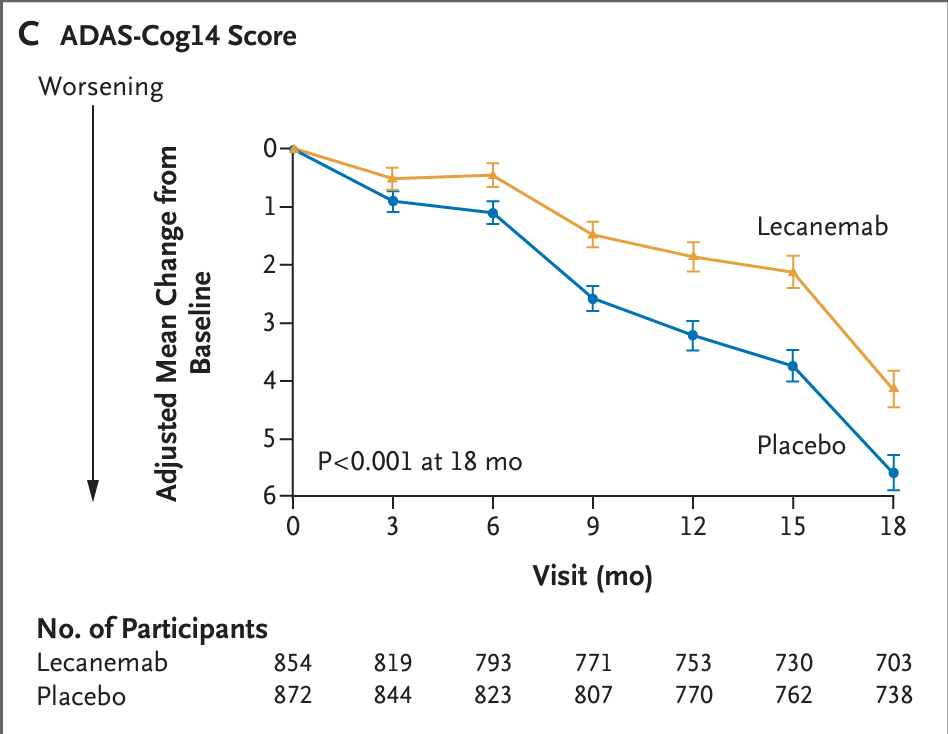 C ADAS-Cog14 Score
Worsening
Adjusted Mean Change from
Baseline
0
1
2
3
4
5
6
Lecanemab
Placebo
P<0.001 at 18 mo
0 3 6 9 12 15 18
Visit (mo)
No. of Participants
Lecanemab 854 819 793 771 753 730 703
Placebo 872 844 823 807 770 762 738